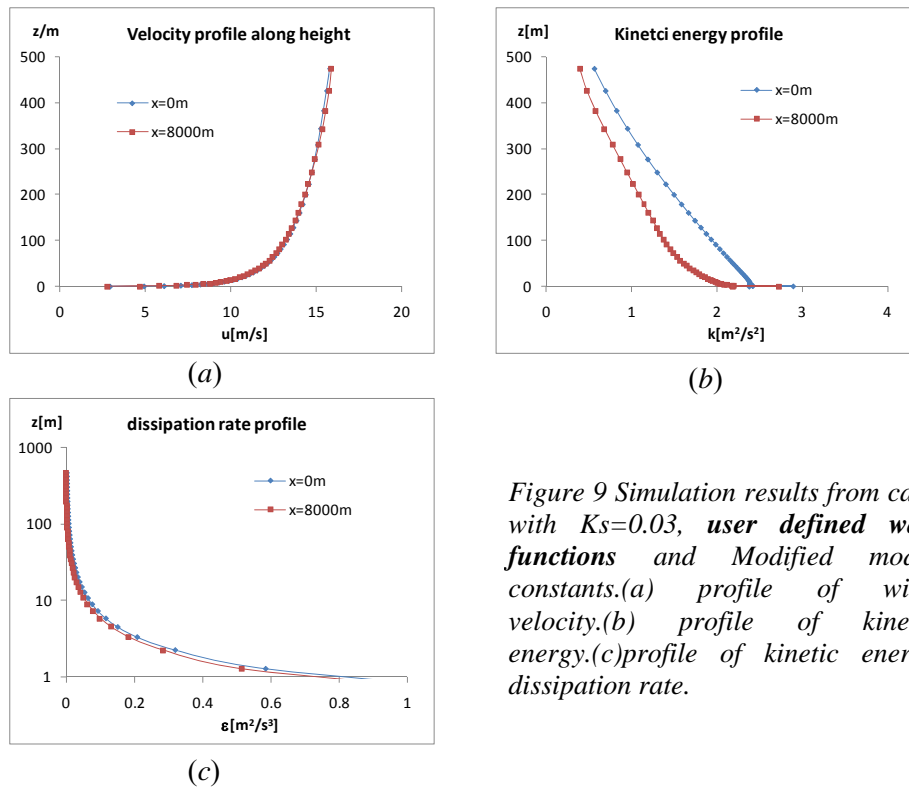 z/m
Velocity profile along height
500
400
300
200
100
0
x=0m
x=8000m
0 5 10 15 20
u[m/s]
(a)
z[m]
Kinetci energy profile
500
400
300
200
100
0
x=0m
x=8000m
0 1 2 3 4
k[m²/s²]
(b)
z[m]
dissipation rate profile
1000
100
10
1
x=0m
x=8000m
0 0.2 0.4 0.6 0.8 1
ε[m²/s³]
(c)
Figure 9 Simulation results from ca
with Ks=0.03, user defined wa
functions and Modified mod
constants.(a) profile of wi
velocity.(b) profile of kine
energy.(c)profile of kinetic ener
dissipation rate.